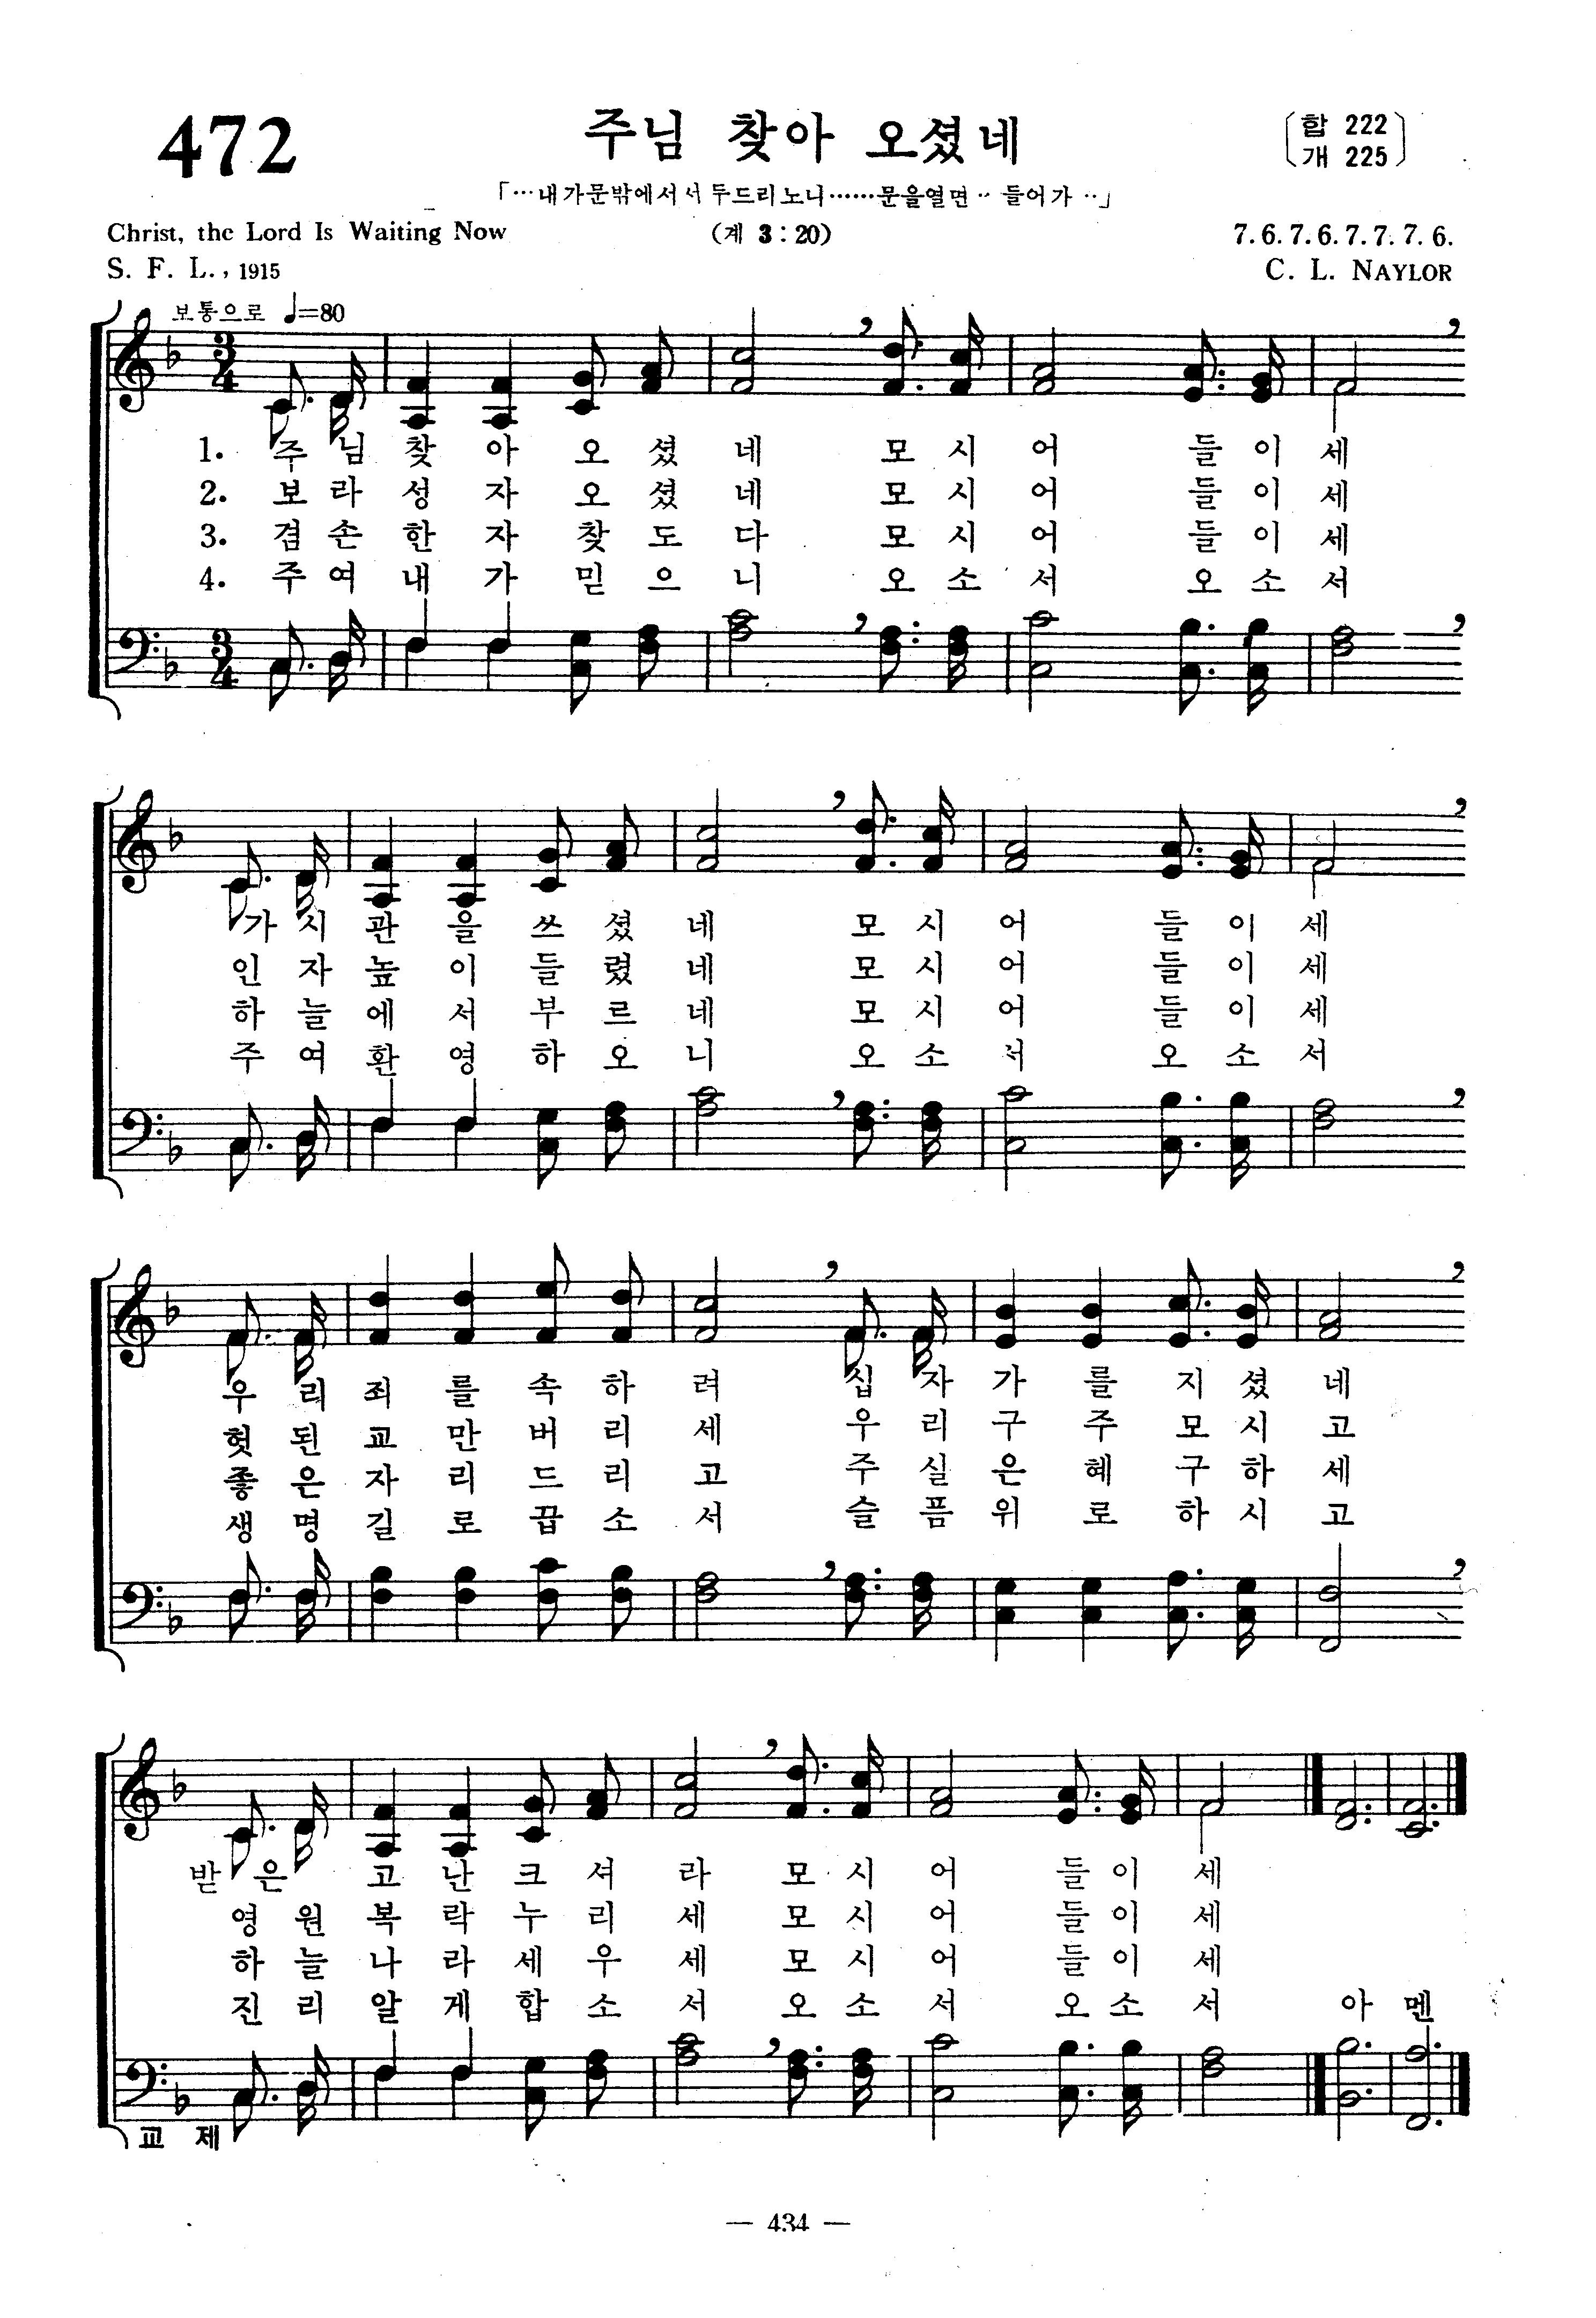 472
주님 찾아 오셨네
합 222
개 225
「…내가문밖에서서 두드리노니……문을열면‥ 들어가‥」
Christ, the Lord Is Waiting Now
(계 3:20)
7.6.7.6.7.7.7.6.
S. F. L., 1915
C. L. NAYLOR
보통으로 ♩=80
1. 주 님 찾 아 오 셨 네 모 시 어 들 이 세
2. 보 라 성 자 오 셨 네 모 시 어 들 이 세
3. 겸 손 한 자 찾 도 다 모 시 어 들 이 세
4. 주 여 내 가 믿 으 니 오 소 서 오 소 서
가 시 관 을 쓰 셨 네 모 시 어 들 이 세
인 자 높 이 들 렸 네 모 시 어 들 이 세
하 늘 에 서 부 르 네 모 시 어 들 이 세
주 여 환 영 하 오 니 오 소 서 오 소 서
우 리 죄 를 속 하 려 십 자 가 를 지 셨 네
헛 된 교 만 버 리 세 우 리 구 주 모 시 고
좋 은 자 리 드 리 고 주 실 은 혜 구 하 세
생 명 길 로 끕 소 서 슬 픔 위 로 하 시 고
받 은 고 난 크 셔 라 모 시 어 들 이 세
영 원 복 락 누 리 세 모 시 어 들 이 세
하 늘 나 라 세 우 세 모 시 어 들 이 세
진 리 알 게 합 소 서 오 소 서 오 소 서 아 멘
교 제
— 434 —